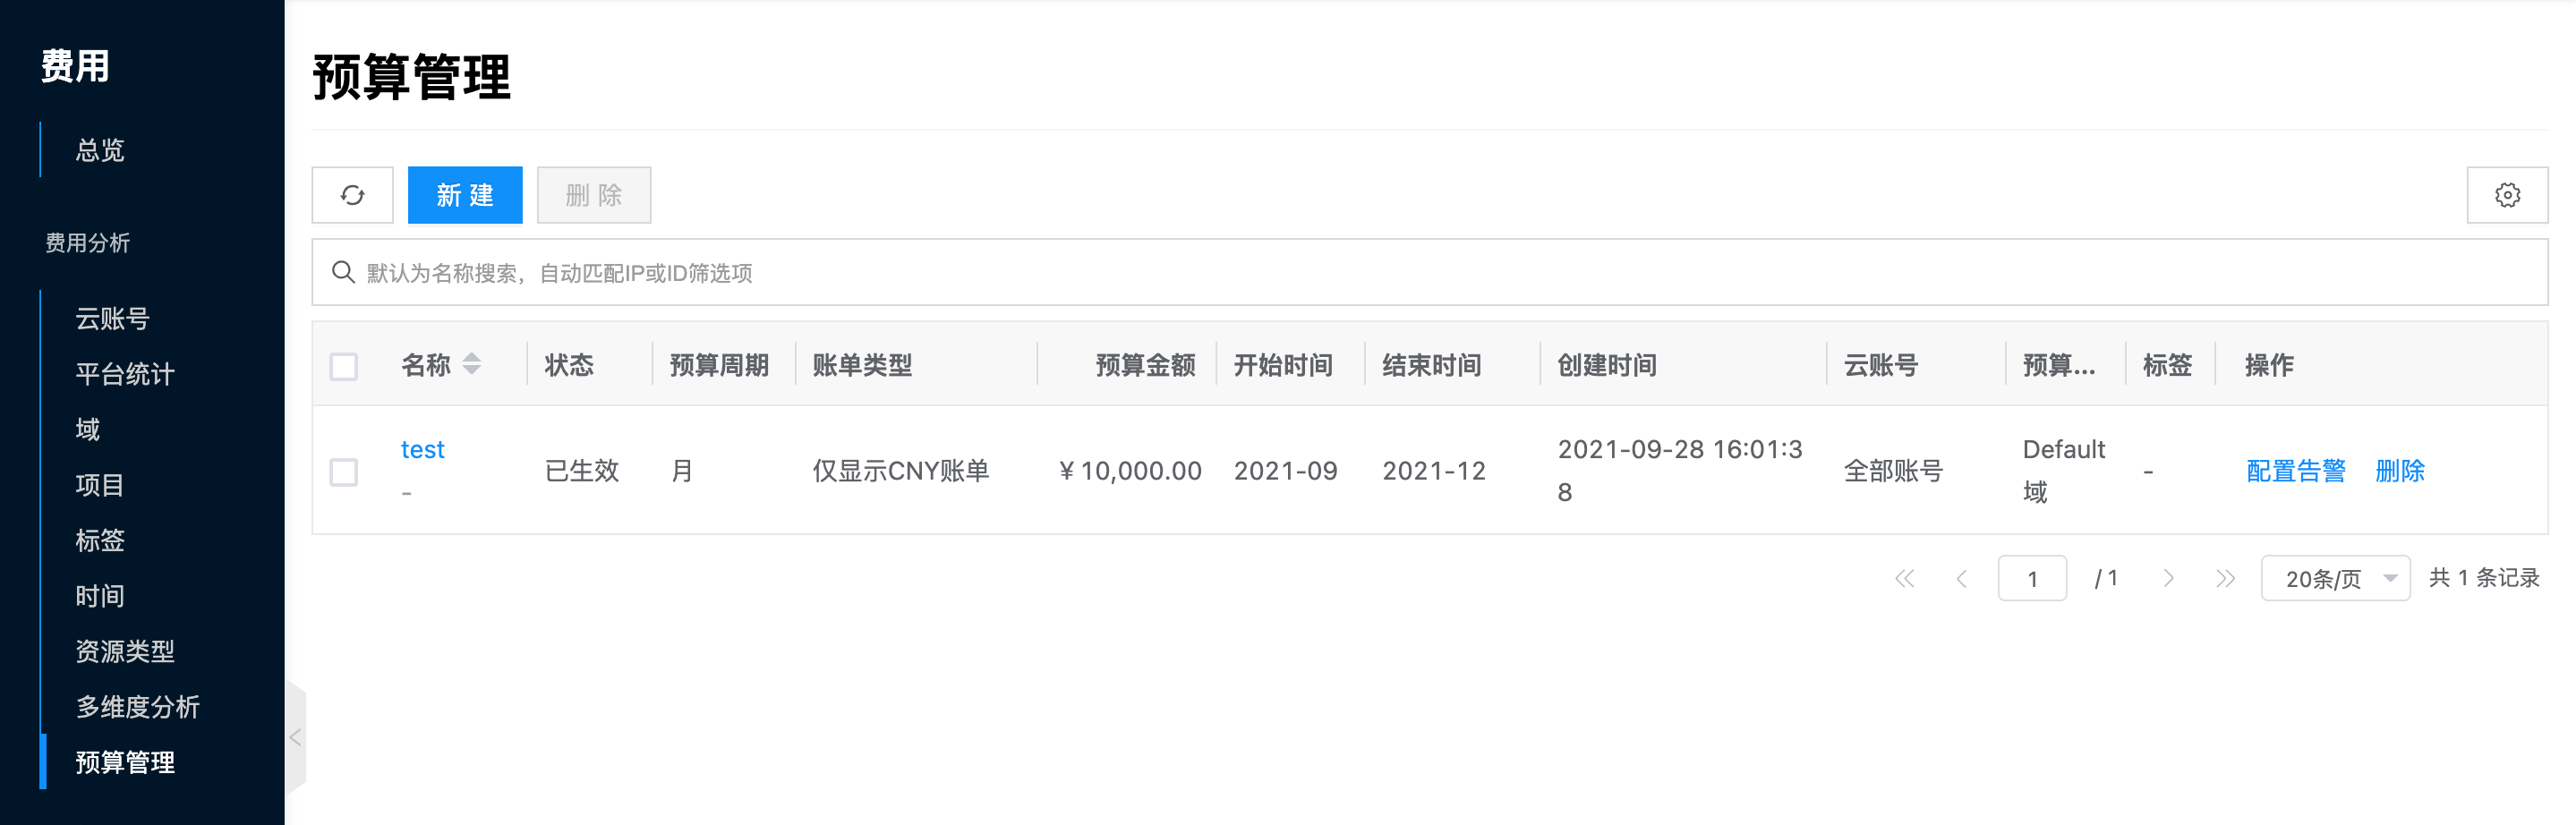 费用
总览
费用分析
云账号
平台统计
域
项目
标签
时间
资源类型
多维度分析
预算管理
预算管理
新 建 删 除
默认为名称搜索，自动匹配IP或ID筛选项
名称 状态 预算周期 账单类型 预算金额 开始时间 结束时间 创建时间 云账号 预算... 标签 操作
test
-
已生效 月 仅显示CNY账单 ¥ 10,000.00 2021-09 2021-12
2021-09-28 16:01:3
8
全部账号
Default
域
-
配置告警 删除
1 / 1 20条/页 共 1 条记录